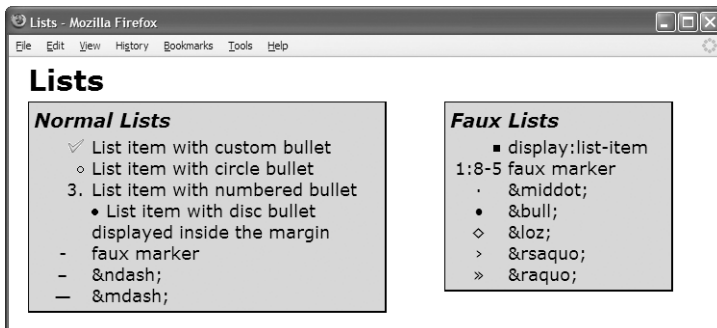 Lists - Mozilla Firefox
File Edit View History Bookmarks Tools Help
Lists
Normal Lists
List item with custom bullet
○ List item with circle bullet
3. List item with numbered bullet
● List item with disc bullet
displayed inside the margin
- faux marker
– &ndash;
— &mdash;
Faux Lists
■ display:list-item
1:8-5 faux marker
· &middot;
• &bull;
◊ &loz;
› &rsaquo;
» &raquo;